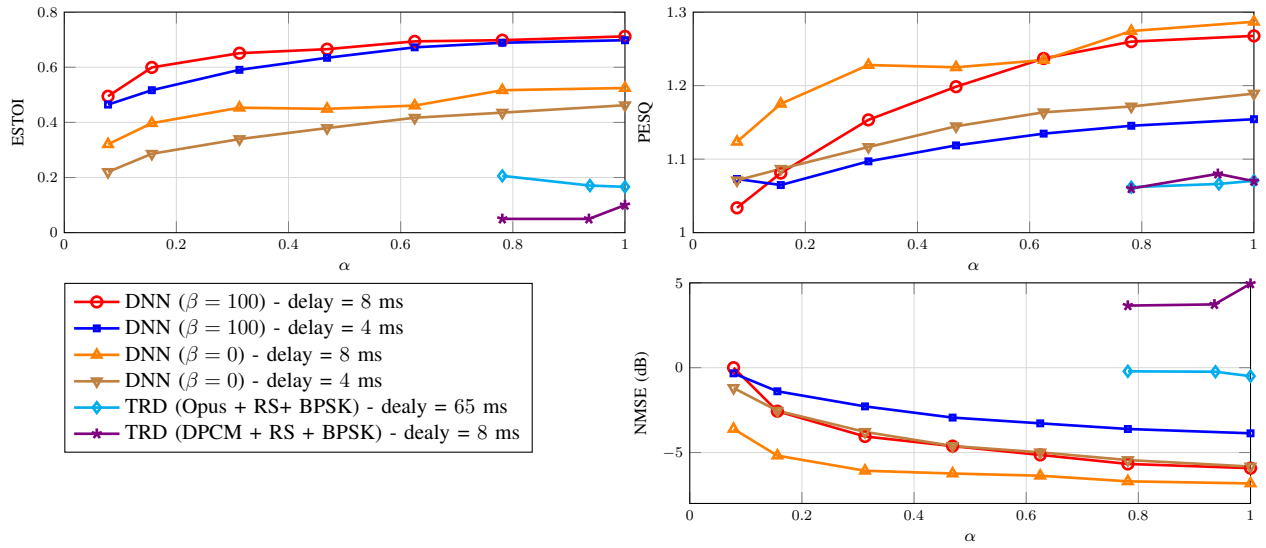 0.8
0.6
0.4
0.2
0
ESTOI
0 0.2 0.4 0.6 0.8 1
α
1.3
1.2
1.1
1
PESQ
0 0.2 0.4 0.6 0.8 1
α
DNN (β = 100) - delay = 8 ms
DNN (β = 100) - delay = 4 ms
DNN (β = 0) - delay = 8 ms
DNN (β = 0) - delay = 4 ms
TRD (Opus + RS+ BPSK) - dealy = 65 ms
TRD (DPCM + RS + BPSK) - dealy = 8 ms
5
0
−5
NMSE (dB)
0 0.2 0.4 0.6 0.8 1
α